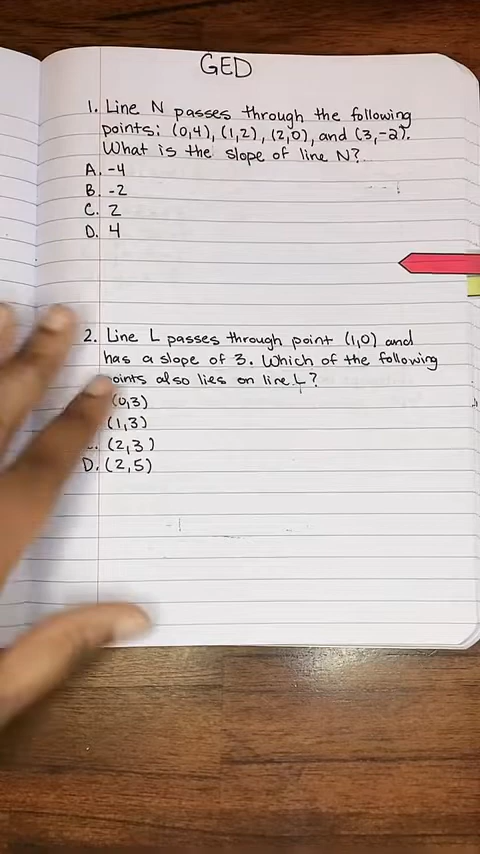 GED
1. Line N passes through the following
points: (0,4), (1,2), (2,0), and (3,-2).
What is the slope of line N?
A. -4
B. -2
C. 2
D. 4
2. Line L passes through point (1,0) and
has a slope of 3. Which of the following
points also lies on line L?
(0,3)
(1,3)
(2,3)
D. (2,5)